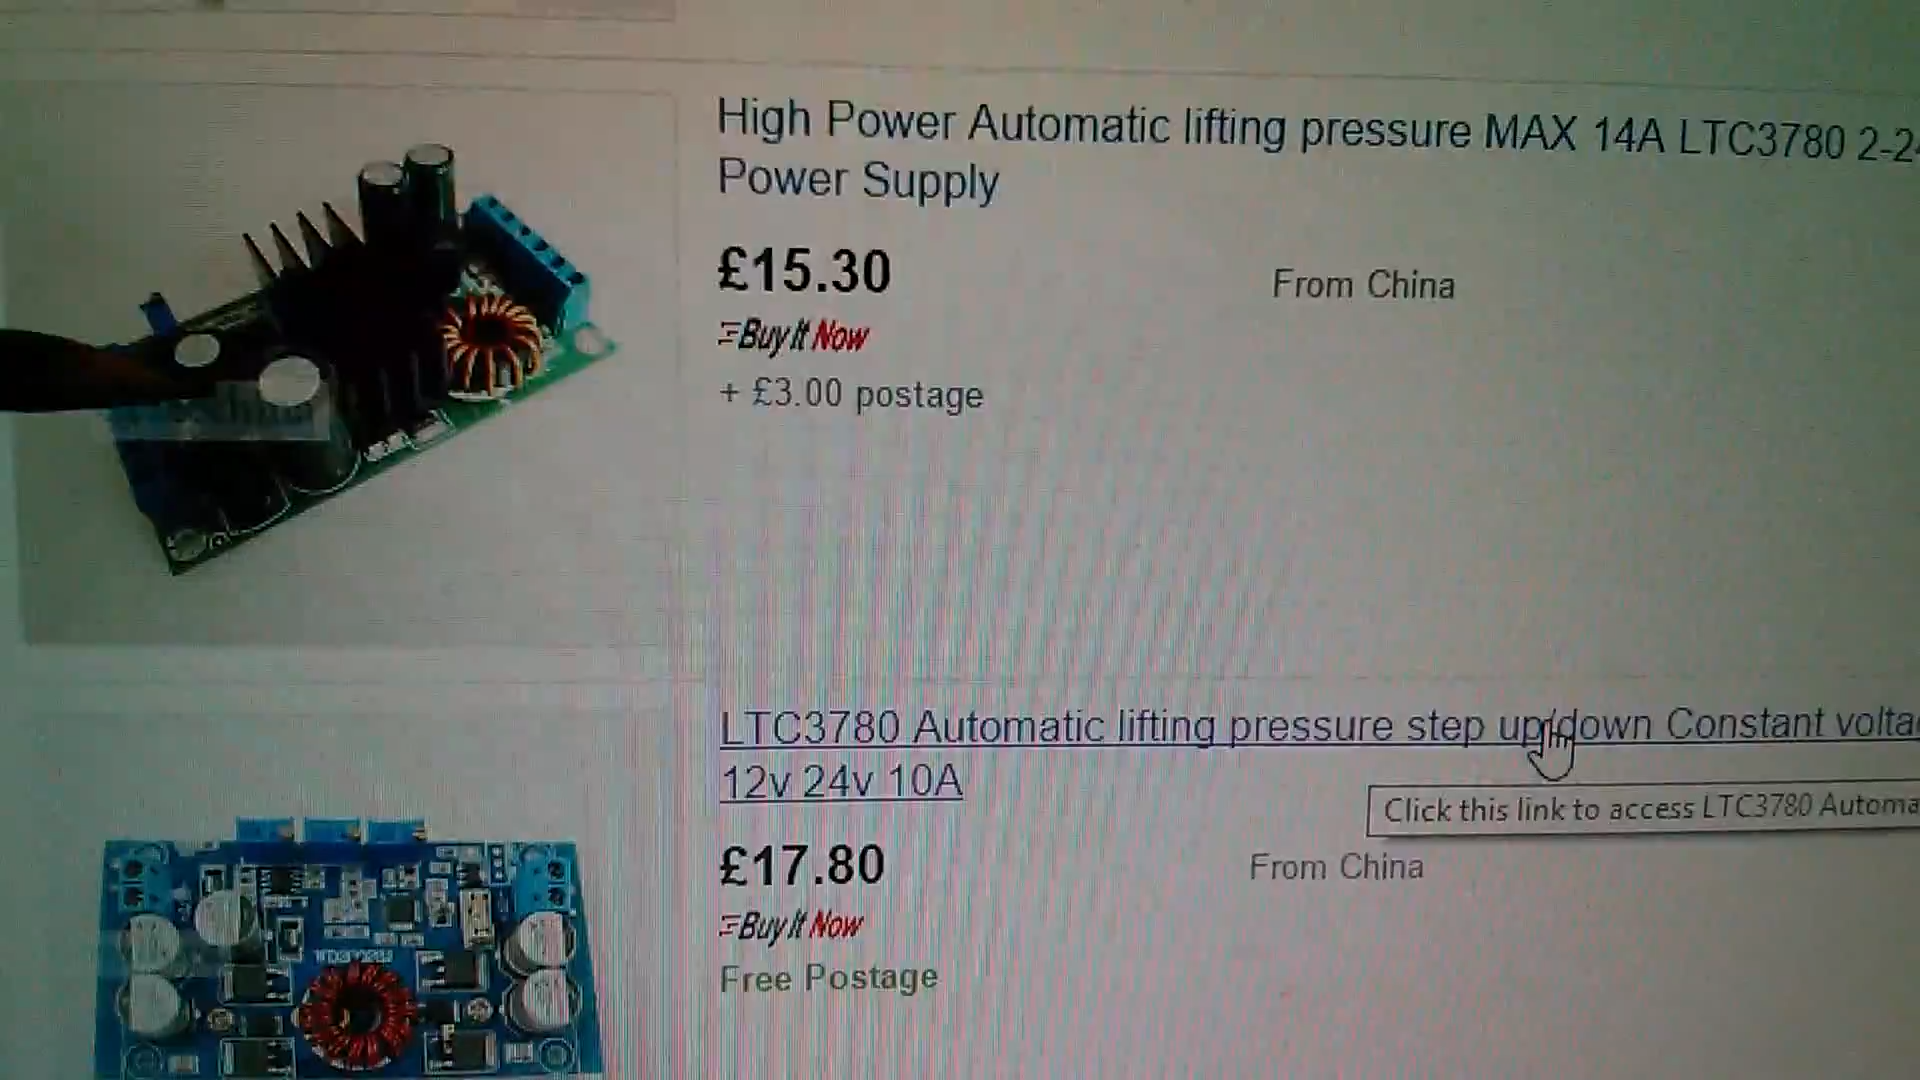 High Power Automatic lifting pressure MAX 14A LTC3780 2-24
Power Supply
£15.30
From China
Buy It Now
+ £3.00 postage
LTC3780 Automatic lifting pressure step up/down Constant volta
12v 24v 10A
Click this link to access LTC3780 Automa
£17.80
From China
Buy It Now
Free Postage